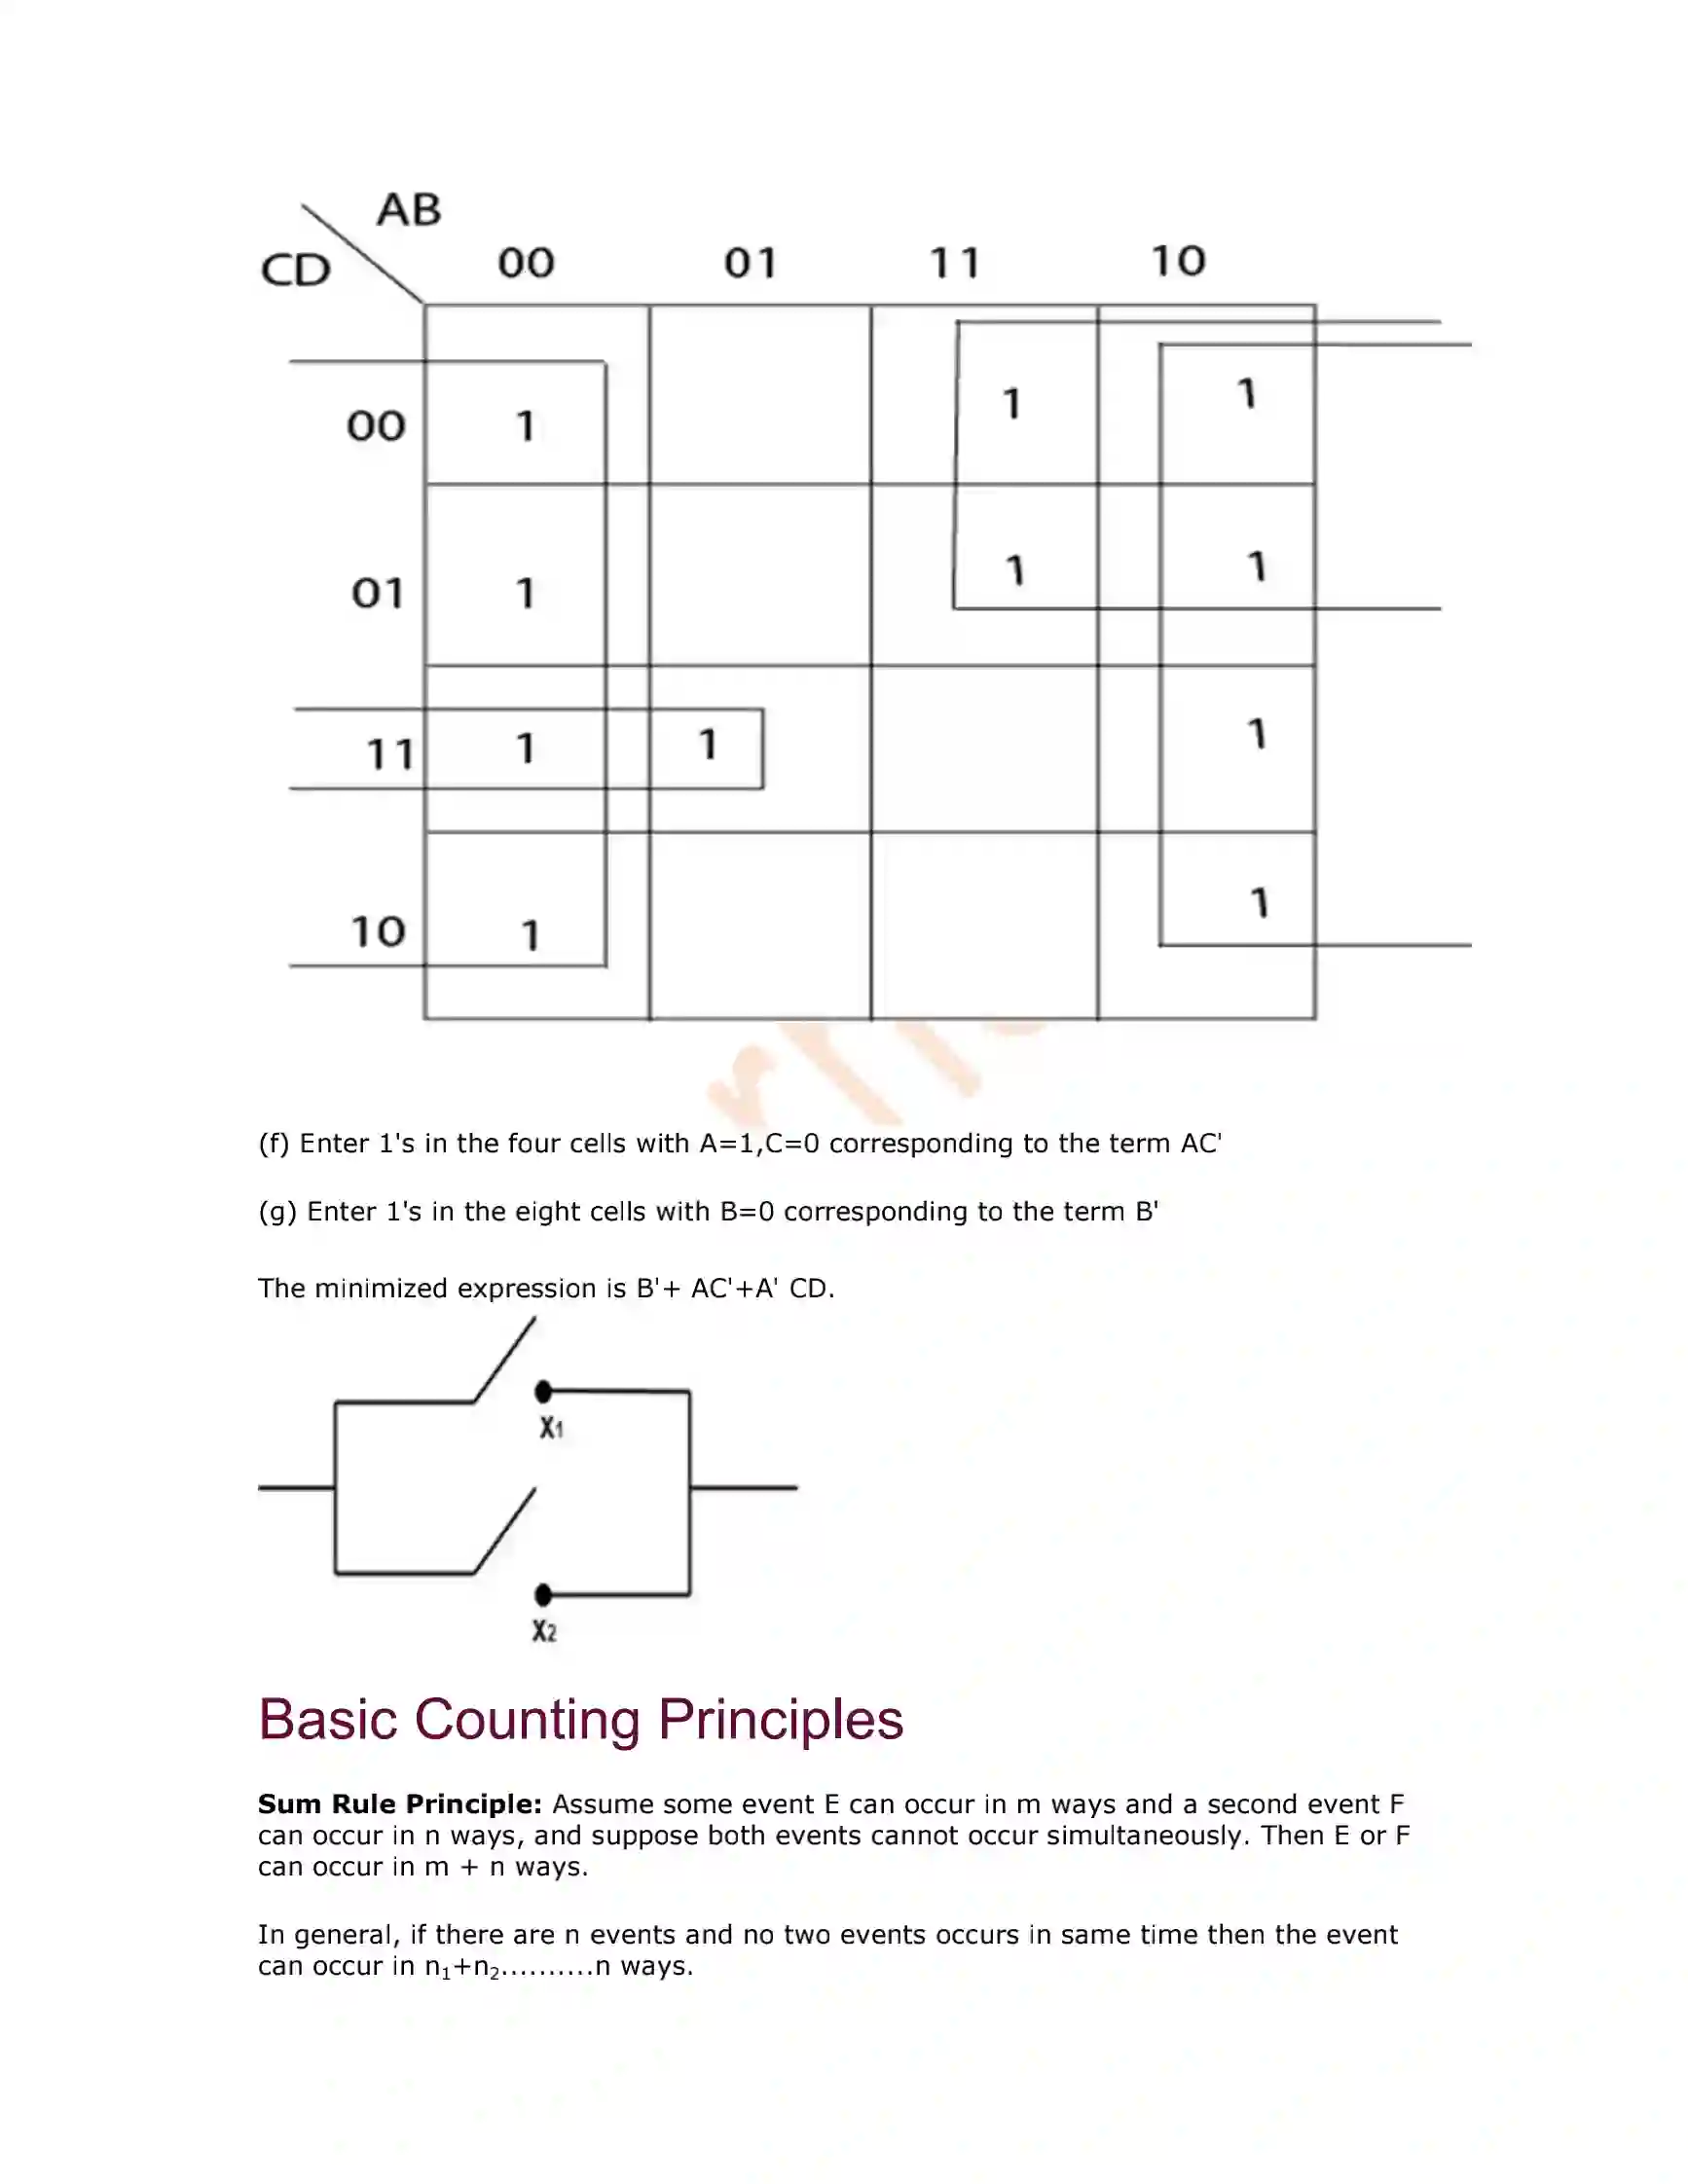 AB
CD
00 01 11 10
00 1 1 1
01 1 1 1
11 1 1 1
10 1 1
(f) Enter 1's in the four cells with A=1,C=0 corresponding to the term AC'
(g) Enter 1's in the eight cells with B=0 corresponding to the term B'
The minimized expression is B'+ AC'+A' CD.
X1
X2
Basic Counting Principles
Sum Rule Principle: Assume some event E can occur in m ways and a second event F
can occur in n ways, and suppose both events cannot occur simultaneously. Then E or F
can occur in m + n ways.
In general, if there are n events and no two events occurs in same time then the event
can occur in n₁+n₂..........n ways.